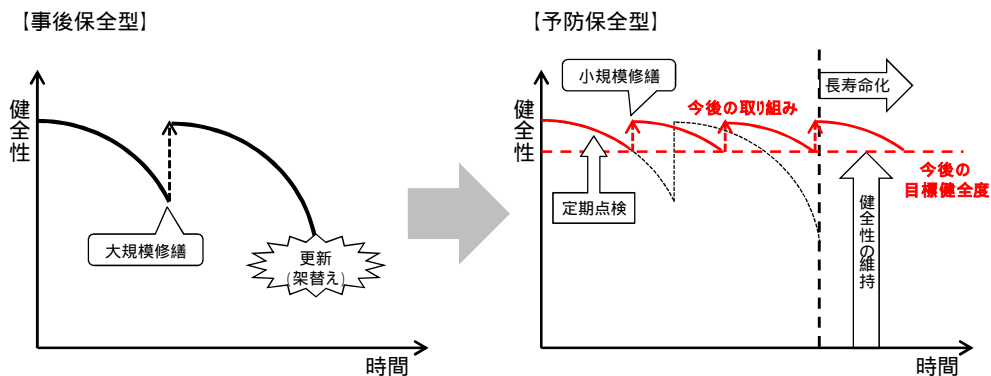 【事後保全型】
健全性
大規模修繕
更新
(架替え)
時間
【予防保全型】
健全性
小規模修繕
今後の取り組み
長寿命化
定期点検
今後の
目標健全度
健全性の維持
時間